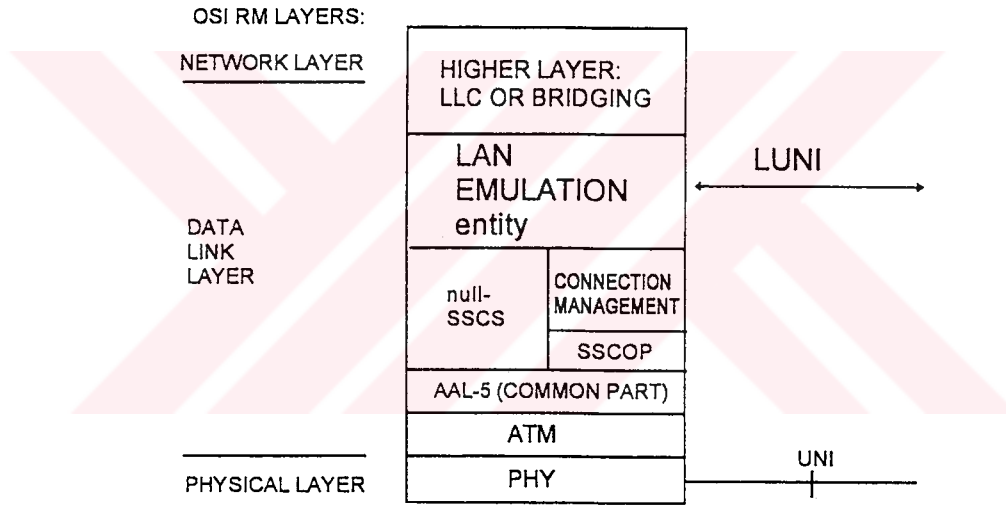 OSI RM LAYERS:
NETWORK LAYER
HIGHER LAYER:
LLC OR BRIDGING
LAN
EMULATION
entity
LUNI
DATA
LINK
LAYER
null-
SSCS
CONNECTION
MANAGEMENT
SSCOP
AAL-5 (COMMON PART)
ATM
PHYSICAL LAYER
PHY
UNI